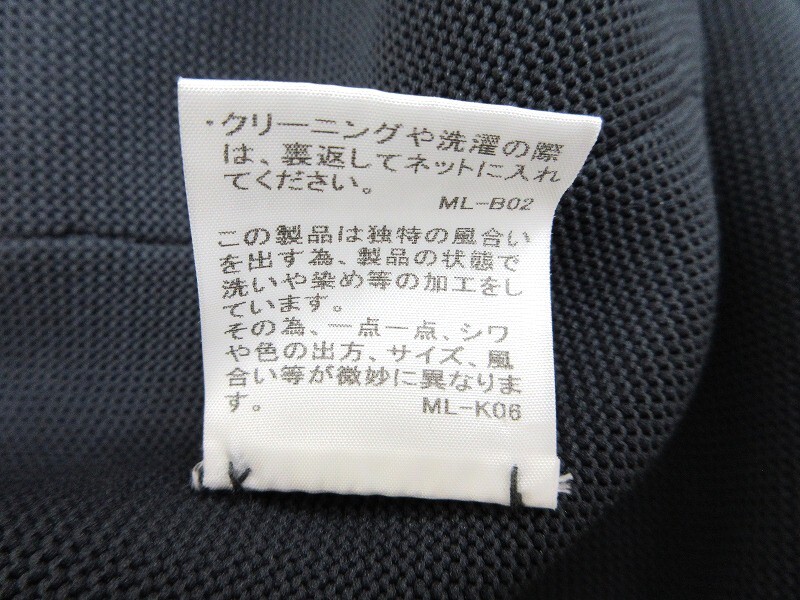 ・クリーニングや洗濯の際
は、裏返してネットに入れ
てください。
ML-B02
この製品は独特の風合い
を出す為、製品の状態で
洗いや染め等の加工をし
ています。
その為、一点一点、シワ
や色の出方、サイズ、風
合い等が微妙に異なりま
す。 ML-K06